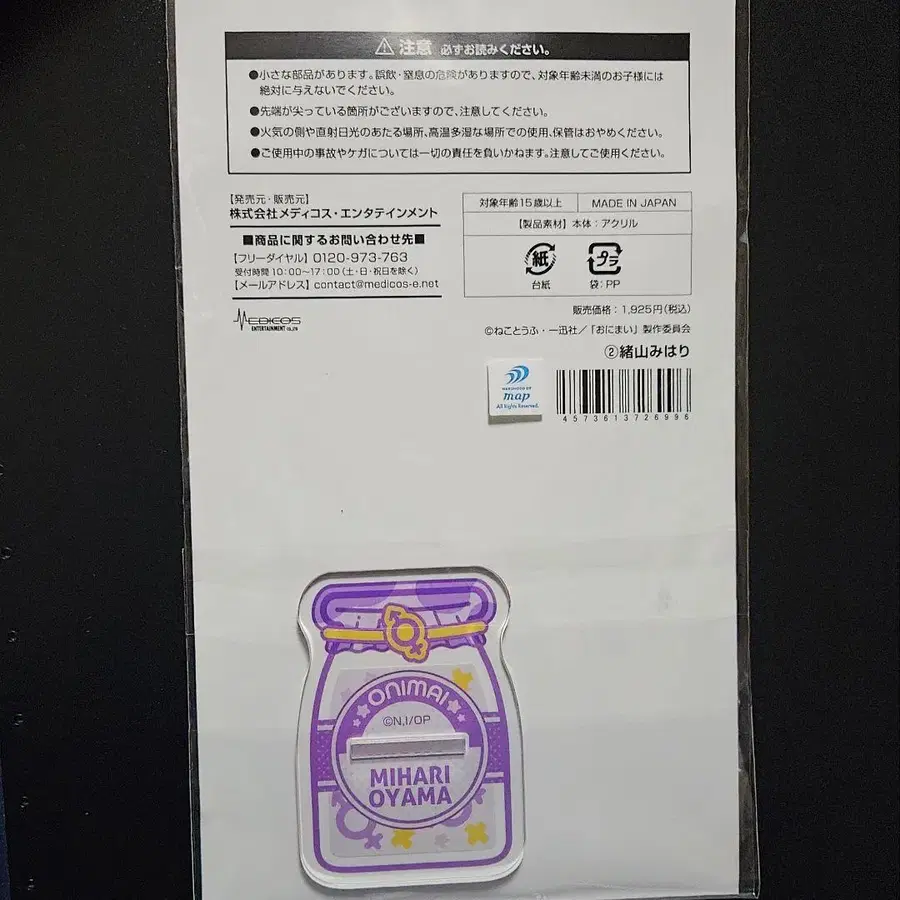 注意 必ずお読みください。
●小さな部品があります。誤飲・窒息の危険がありますので、対象年齢未満のお子様には
絶対に与えないでください。
●先端が尖っている箇所がございますので、注意してください。
●火気の側や直射日光のあたる場所、高温多湿な場所での使用、保管はおやめください。
●ご使用中の事故やケガについては一切の責任を負いかねます。注意してご使用ください。
【発売元・販売元】
株式会社メディコス・エンタテインメント
■商品に関するお問い合わせ先■
【フリーダイヤル】0120-973-763
受付時間 10:00～17:00(土・日・祝日を除く)
【メールアドレス】contact@medicos-e.net
MEDICOS
ENTERTAINMENT CO.,LTD
対象年齢15歳以上
MADE IN JAPAN
【製品素材】本体:アクリル
紙
台紙
プラ
袋:PP
販売価格:1,925円(税込)
©ねことうふ・一迅社/「おにまい」製作委員会
②緒山みはり
map
All Rights Reserved.
4573613726996
ONIMAI
©N,I/OP
MIHARI
OYAMA